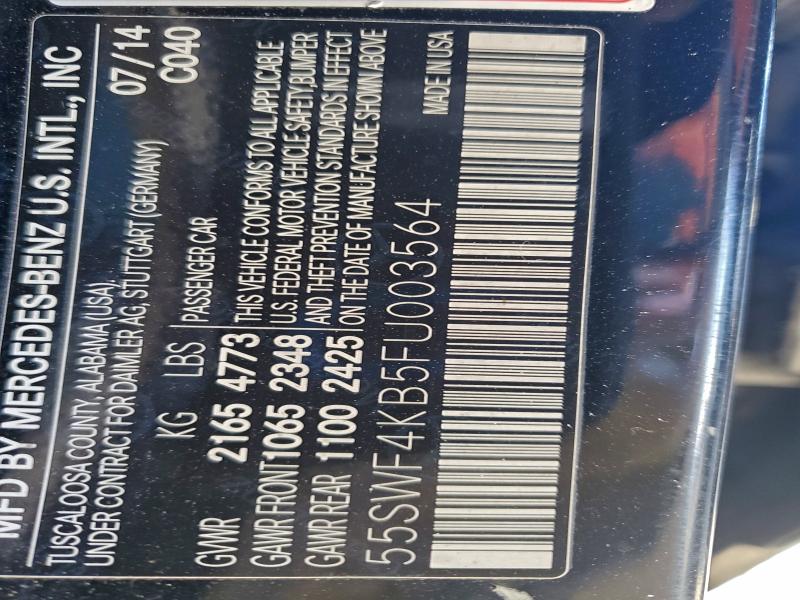 MFD BY MERCEDES-BENZ U.S. INTL., INC
TUSCALOOSA COUNTY, ALABAMA (USA),
UNDER CONTRACT FOR DAIMLER AG, STUTTGART (GERMANY)
07/14
C040
KG LBS PASSENGER CAR
GWR 2165 4773
GAWR FRONT 1065 2348
GAWR REAR 1100 2425
THIS VEHICLE CONFORMS TO ALL APPLICABLE
U.S. FEDERAL MOTOR VEHICLE SAFETY, BUMPER
AND THEFT PREVENTION STANDARDS IN EFFECT
ON THE DATE OF MANUFACTURE SHOWN ABOVE
55SWF4KB5FU003564
MADE IN USA